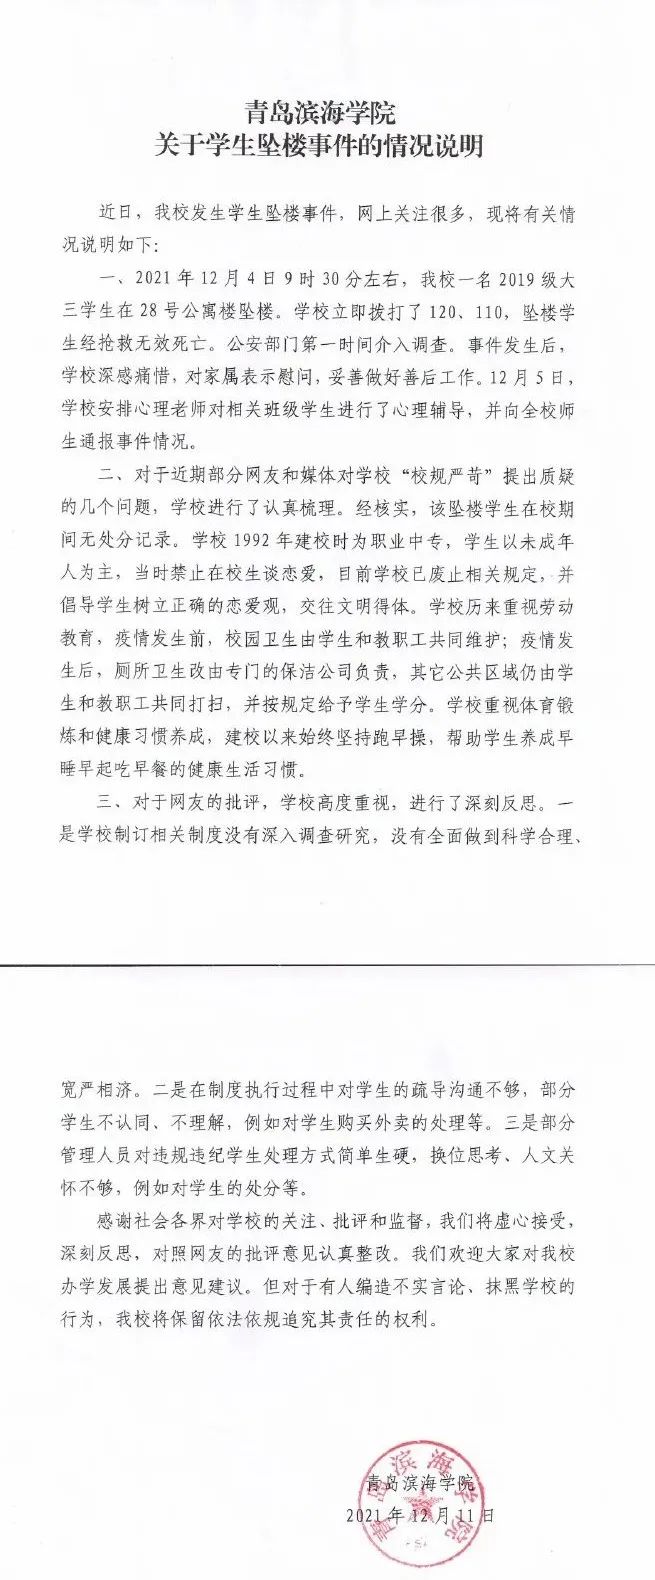 青岛滨海学院
关于学生坠楼事件的情况说明
近日，我校发生学生坠楼事件，网上关注很多，现将有关情
况说明如下：
一、2021 年 12 月 4 日 9 时 30 分左右，我校一名 2019 级大
三学生在 28 号公寓楼坠楼。学校立即拨打了 120、110，坠楼学
生经抢救无效死亡。公安部门第一时间介入调查。事件发生后，
学校深感痛惜，对家属表示慰问，妥善做好善后工作。12 月 5 日，
学校安排心理老师对相关班级学生进行了心理辅导，并向全校师
生通报事件情况。
二、对于近期部分网友和媒体对学校“校规严苛”提出质疑
的几个问题，学校进行了认真梳理。经核实，该坠楼学生在校期
间无处分记录。学校 1992 年建校时为职业中专，学生以未成年
人为主，当时禁止在校生谈恋爱，目前学校已废止相关规定，并
倡导学生树立正确的恋爱观，交往文明得体。学校历来重视劳动
教育，疫情发生前，校园卫生由学生和教职工共同维护；疫情发
生后，厕所卫生改由专门的保洁公司负责，其它公共区域仍由学
生和教职工共同打扫，并按规定给予学生学分。学校重视体育锻
炼和健康习惯养成，建校以来始终坚持跑早操，帮助学生养成早
睡早起吃早餐的健康生活习惯。
三、对于网友的批评，学校高度重视，进行了深刻反思。一
是学校制订相关制度没有深入调查研究，没有全面做到科学合理、
宽严相济。二是在制度执行过程中对学生的疏导沟通不够，部分
学生不认同、不理解，例如对学生购买外卖的处理等。三是部分
管理人员对违规违纪学生处理方式简单生硬，换位思考、人文关
怀不够，例如对学生的处分等。
感谢社会各界对学校的关注、批评和监督，我们将虚心接受，
深刻反思，对照网友的批评意见认真整改。我们欢迎大家对我校
办学发展提出意见建议。但对于有人编造不实言论、抹黑学校的
行为，我校将保留依法依规追究其责任的权利。
青岛滨海学院
2021 年 12 月 11 日
青岛滨海学院